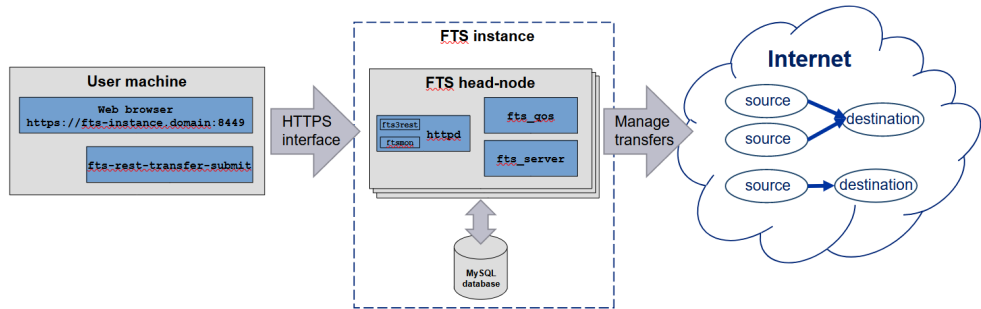 User machine
Web browser
https://fts-instance.domain:8449
fts-rest-transfer-submit
HTTPS
interface
FTS instance
FTS head-node
fts3rest
ftsmon
httpd
fts_qos
fts_server
MySQL
database
Manage
transfers
Internet
source
source
destination
source
destination